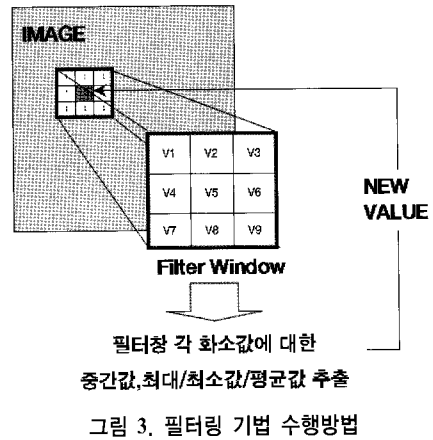 IMAGE
V1 V2 V3
V4 V5 V6
V7 V8 V9
NEW
VALUE
Filter Window
필터창 각 화소값에 대한
중간값,최대/최소값/평균값 추출
그림 3. 필터링 기법 수행방법